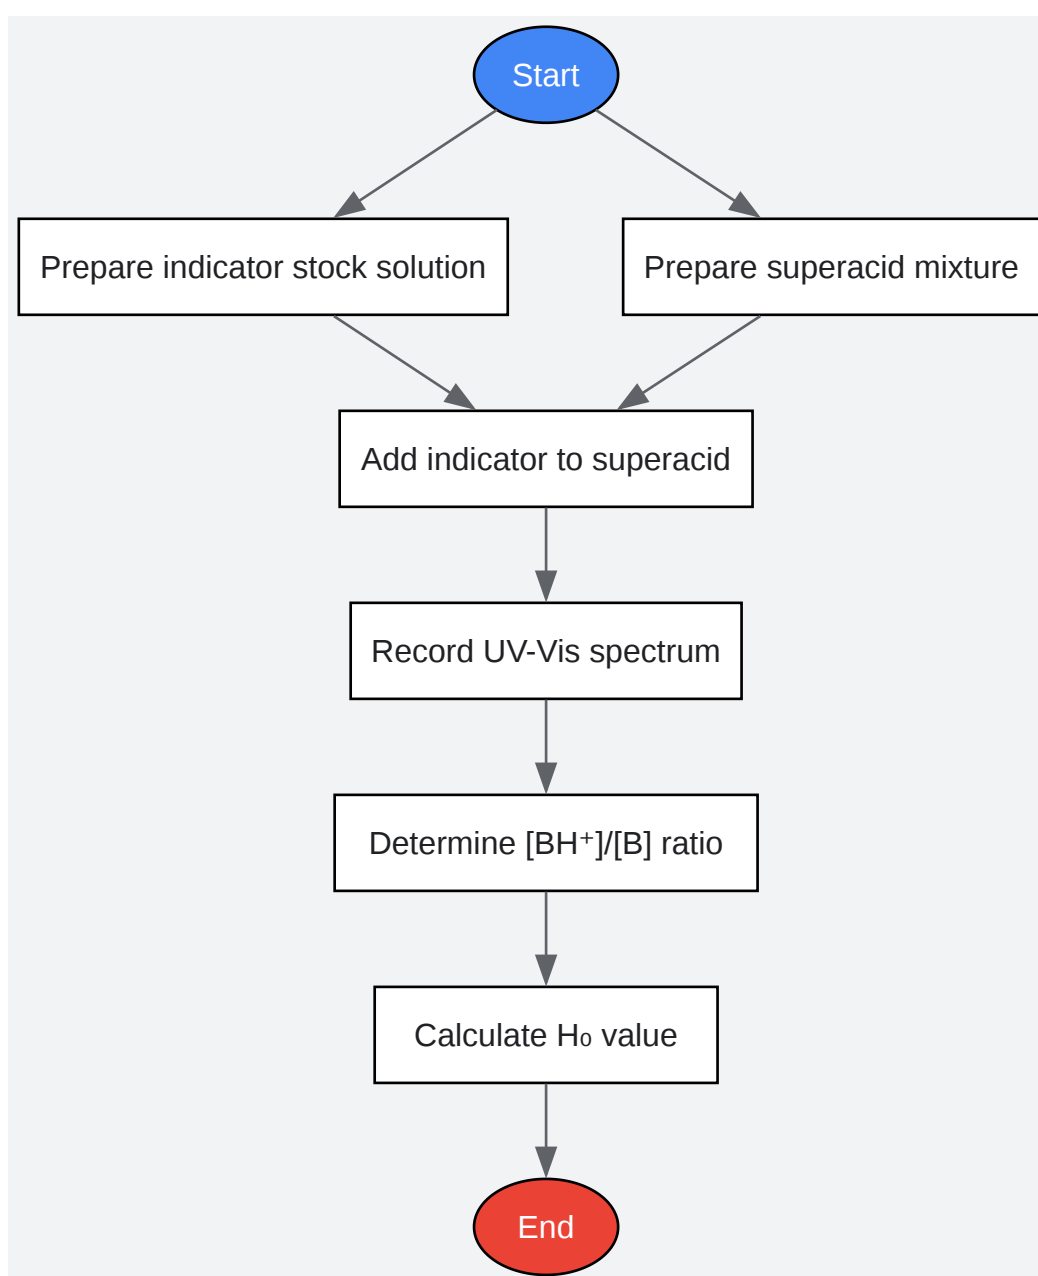 Start
Prepare indicator stock solution
Prepare superacid mixture
Add indicator to superacid
Record UV-Vis spectrum
Determine [BH⁺]/[B] ratio
Calculate H₀ value
End